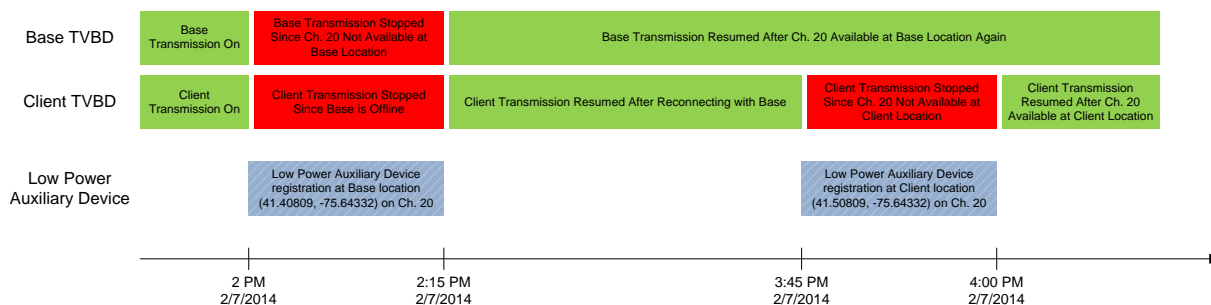 Base TVBD
Base
Transmission On
Base Transmission Stopped
Since Ch. 20 Not Available at
Base Location
Base Transmission Resumed After Ch. 20 Available at Base Location Again
Client TVBD
Client
Transmission On
Client Transmission Stopped
Since Base is Offline
Client Transmission Resumed After Reconnecting with Base
Client Transmission Stopped
Since Ch. 20 Not Available at
Client Location
Client Transmission
Resumed After Ch. 20
Available at Client Location
Low Power
Auxiliary Device
Low Power Auxiliary Device
registration at Base location
(41.40809, -75.64332) on Ch. 20
Low Power Auxiliary Device
registration at Client location
(41.50809, -75.64332) on Ch. 20
2 PM
2/7/2014
2:15 PM
2/7/2014
3:45 PM
2/7/2014
4:00 PM
2/7/2014